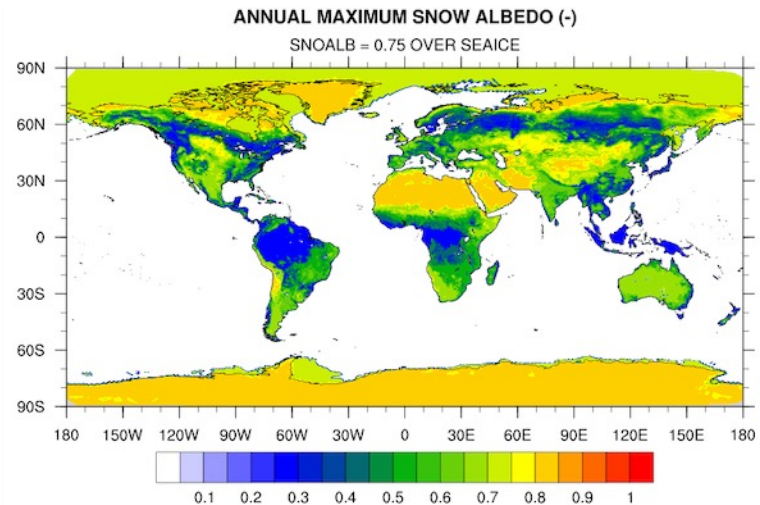 ANNUAL MAXIMUM SNOW ALBEDO (-)
SNOALB = 0.75 OVER SEAICE
90N
60N
30N
0
30S
60S
90S
180 150W 120W 90W 60W 30W 0 30E 60E 90E 120E 150E 180
0.1 0.2 0.3 0.4 0.5 0.6 0.7 0.8 0.9 1